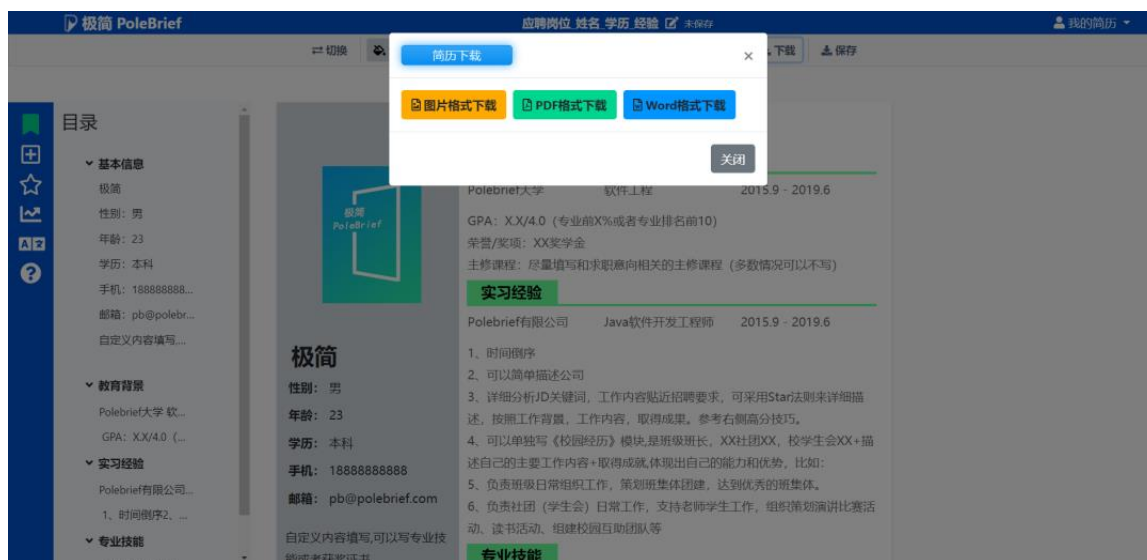 极简 PoleBrief
应聘岗位_姓名_学历_经验 未保存
我的简历
切换
下载
保存
简历下载
×
图片格式下载
PDF格式下载
Word格式下载
关闭
目录
基本信息
极简
性别：男
年龄：23
学历：本科
手机：188888888...
邮箱：pb@polebr...
自定义内容填写,...
教育背景
Polebrief大学 软...
GPA：X.X/4.0（...
实习经验
Polebrief有限公司...
1、时间倒序2、...
专业技能
极简
PoleBrief
极简
性别： 男
年龄： 23
学历： 本科
手机： 18888888888
邮箱： pb@polebrief.com
自定义内容填写,可以写专业技
能或者获奖证书
Polebrief大学 软件工程 2015.9 - 2019.6
GPA：X.X/4.0（专业前X%或者专业排名前10）
荣誉/奖项：XX奖学金
主修课程：尽量填写和求职意向相关的主修课程（多数情况可以不写）
实习经验
Polebrief有限公司 Java软件开发工程师 2015.9 - 2019.6
1、时间倒序
2、可以简单描述公司
3、详细分析JD关键词，工作内容贴近招聘要求，可采用Star法则来详细描
述，按照工作背景，工作内容，取得成果。参考右侧高分技巧。
4、可以单独写《校园经历》模块,是班级班长，XX社团XX，校学生会XX+描
述自己的主要工作内容+取得成就,体现出自己的能力和优势，比如：
5、负责班级日常组织工作，策划班集体团建，达到优秀的班集体。
6、负责社团（学生会）日常工作，支持老师学生工作，组织策划演讲比赛活
动、读书活动、组建校园互助团队等
专业技能